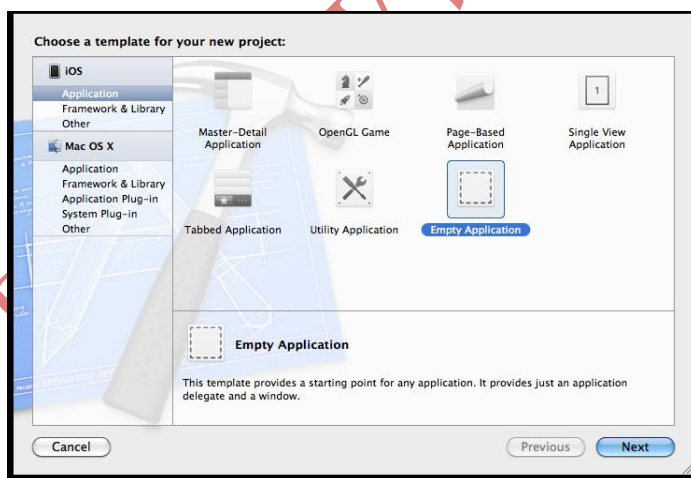 Choose a template for your new project:
iOS
Application
Framework & Library
Other
Mac OS X
Application
Framework & Library
Application Plug-in
System Plug-in
Other
Master-Detail
Application
OpenGL Game
Page-Based
Application
1
Single View
Application
Tabbed Application
Utility Application
Empty Application
Empty Application
This template provides a starting point for any application. It provides just an application
delegate and a window.
Cancel
Previous
Next